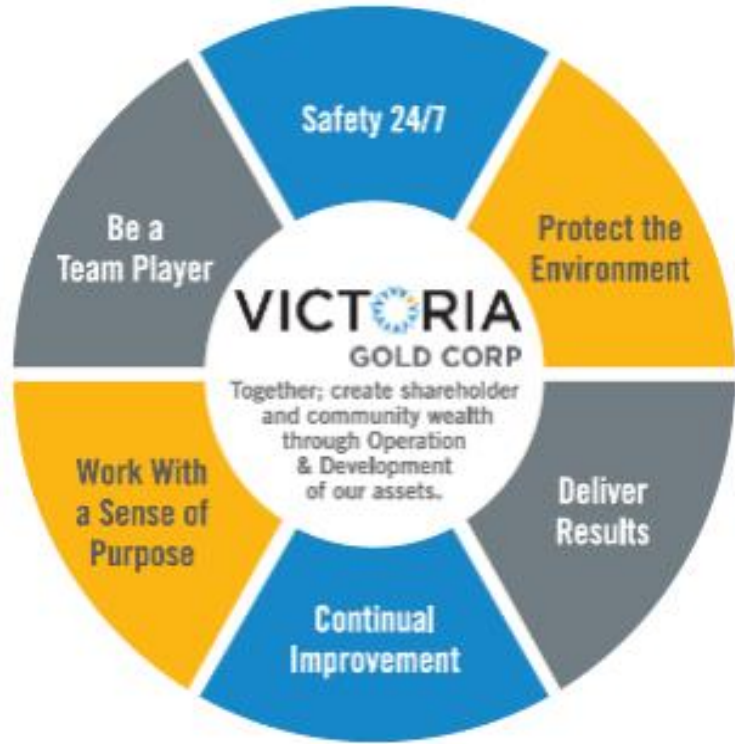 Safety 24/7
Protect the
Environment
Deliver
Results
Continual
Improvement
Work With
a Sense of
Purpose
Be a
Team Player
VICTORIA
GOLD CORP
Together; create shareholder
and community wealth
through Operation
& Development
of our assets.